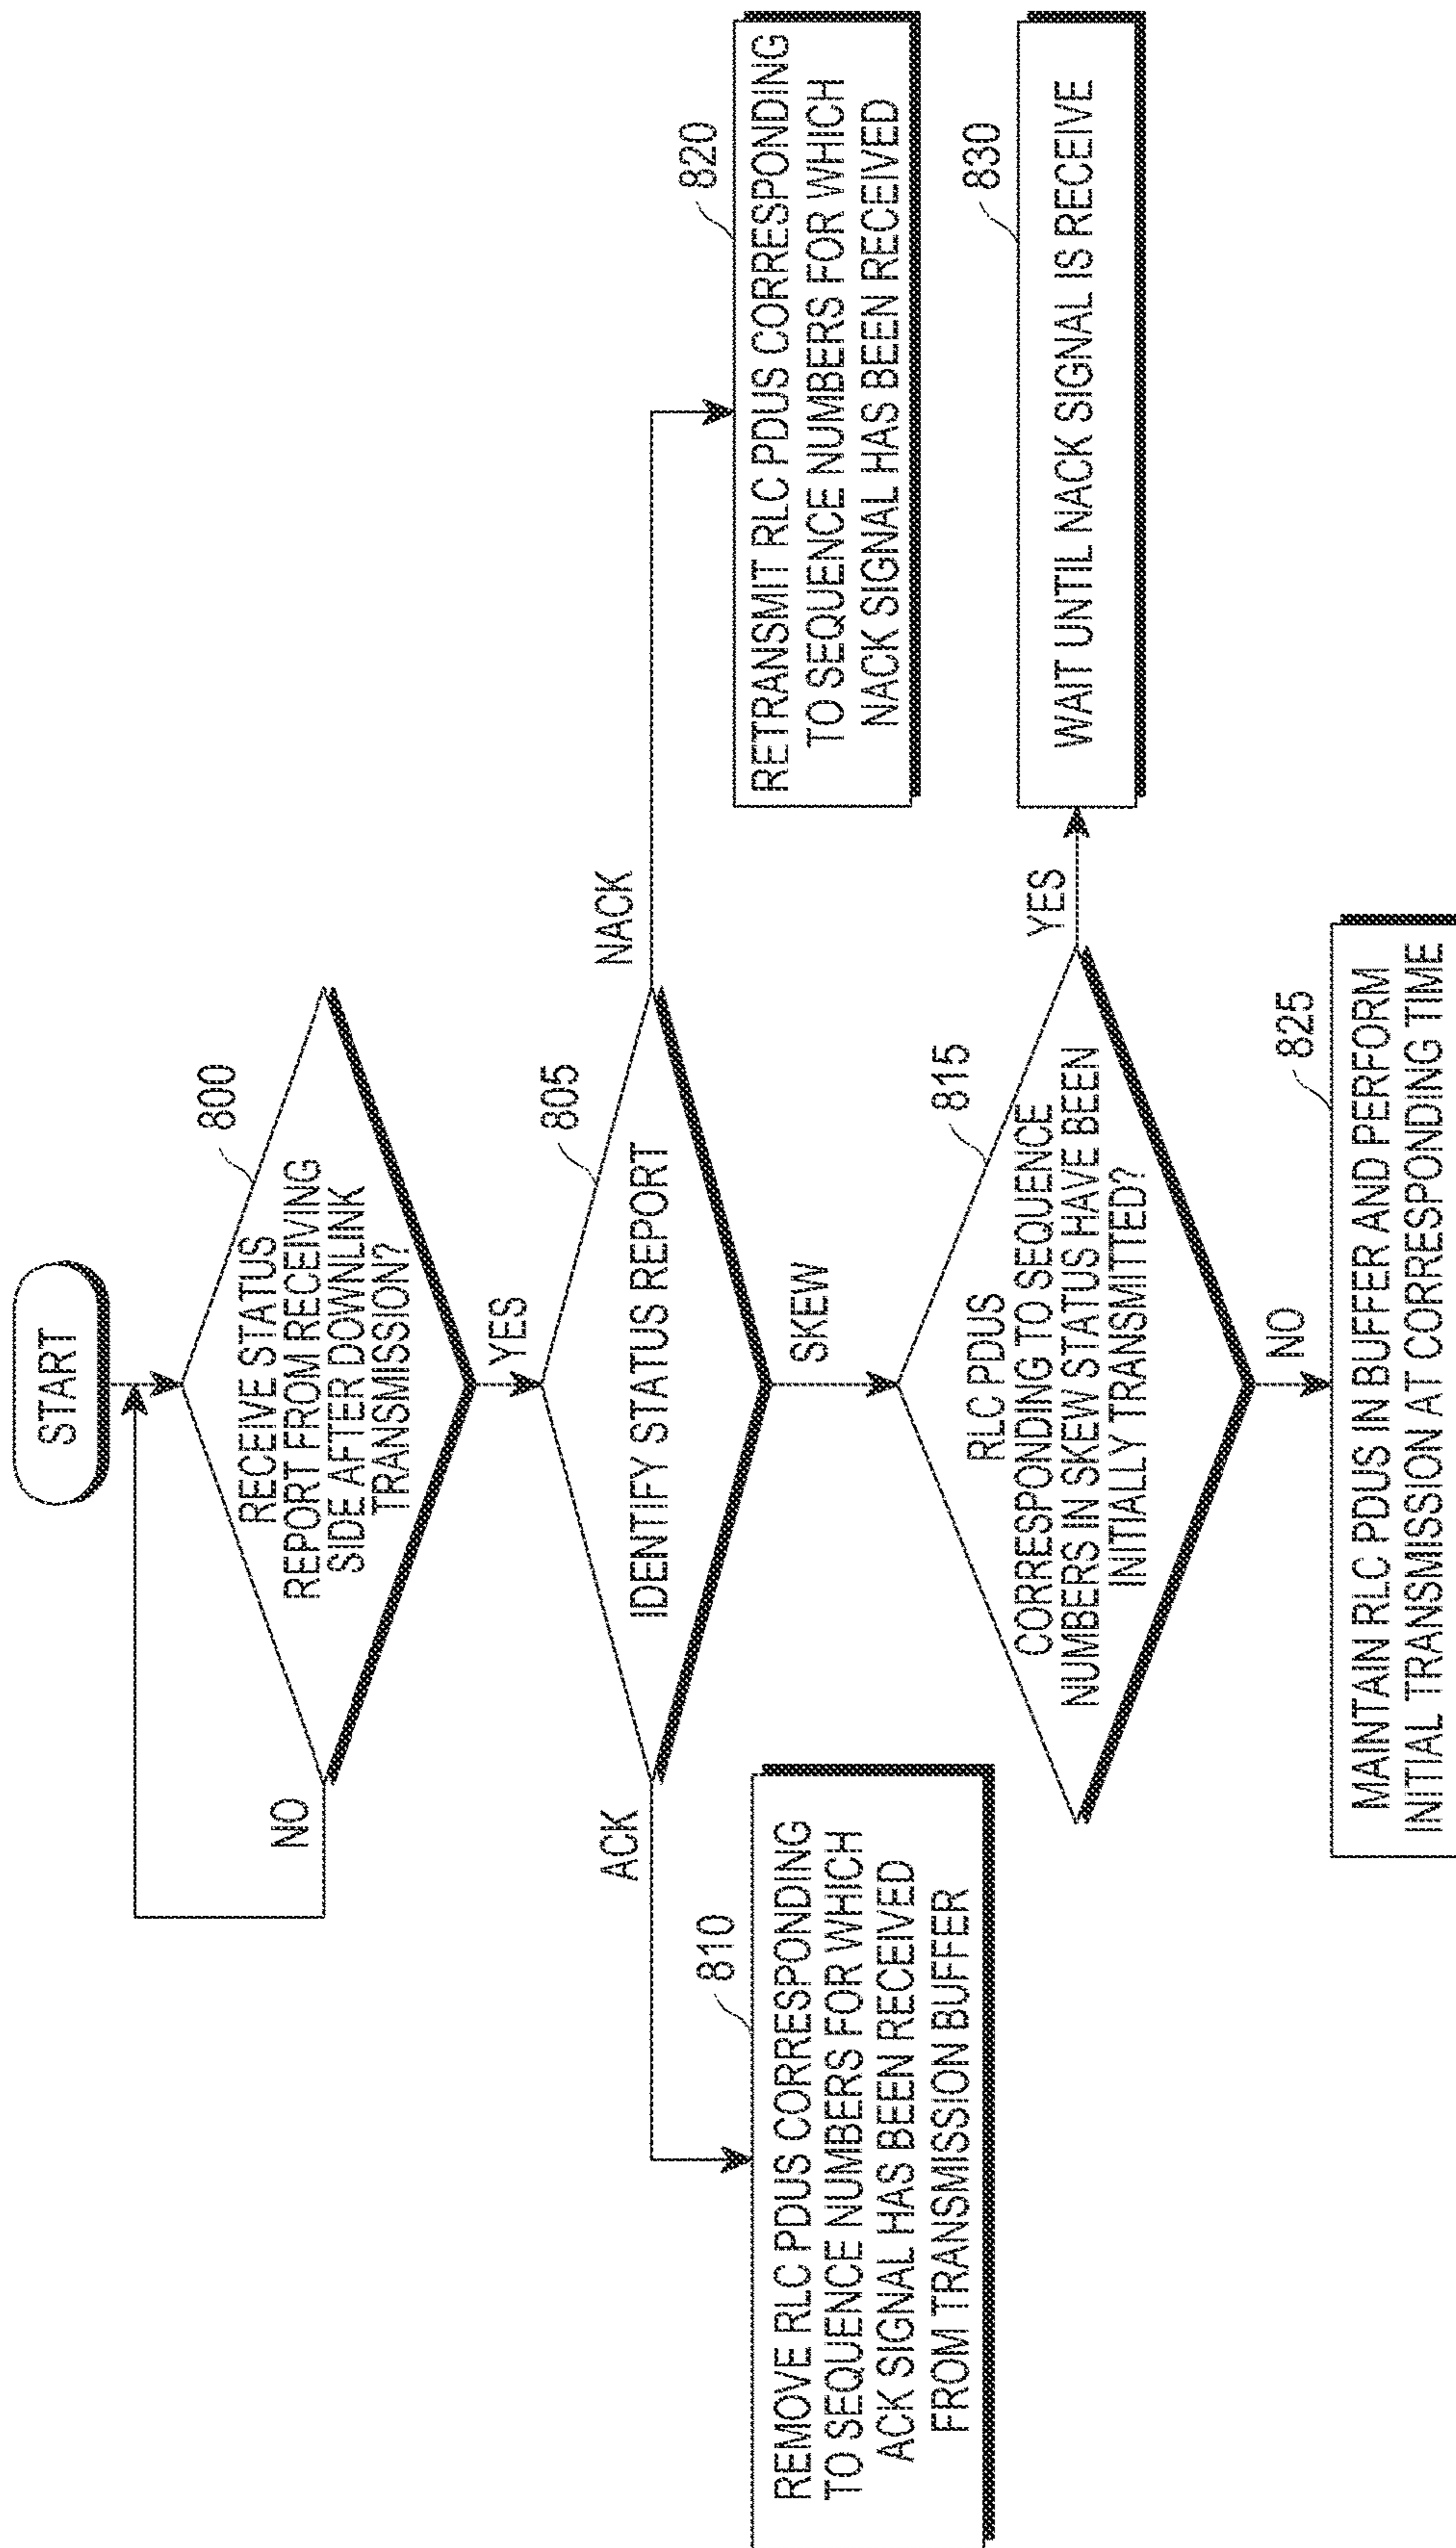 START
800
RECEIVE STATUS
REPORT FROM RECEIVING
SIDE AFTER DOWNLINK
TRANSMISSION?
NO
YES
805
IDENTIFY STATUS REPORT
ACK
NACK
SKEW
810
REMOVE RLC PDUS CORRESPONDING
TO SEQUENCE NUMBERS FOR WHICH
ACK SIGNAL HAS BEEN RECEIVED
FROM TRANSMISSION BUFFER
820
RETRANSMIT RLC PDUS CORRESPONDING
TO SEQUENCE NUMBERS FOR WHICH
NACK SIGNAL HAS BEEN RECEIVED
815
RLC PDUS
CORRESPONDING TO SEQUENCE
NUMBERS IN SKEW STATUS HAVE BEEN
INITIALLY TRANSMITTED?
YES
830
WAIT UNTIL NACK SIGNAL IS RECEIVE
NO
825
MAINTAIN RLC PDUS IN BUFFER AND PERFORM
INITIAL TRANSMISSION AT CORRESPONDING TIME